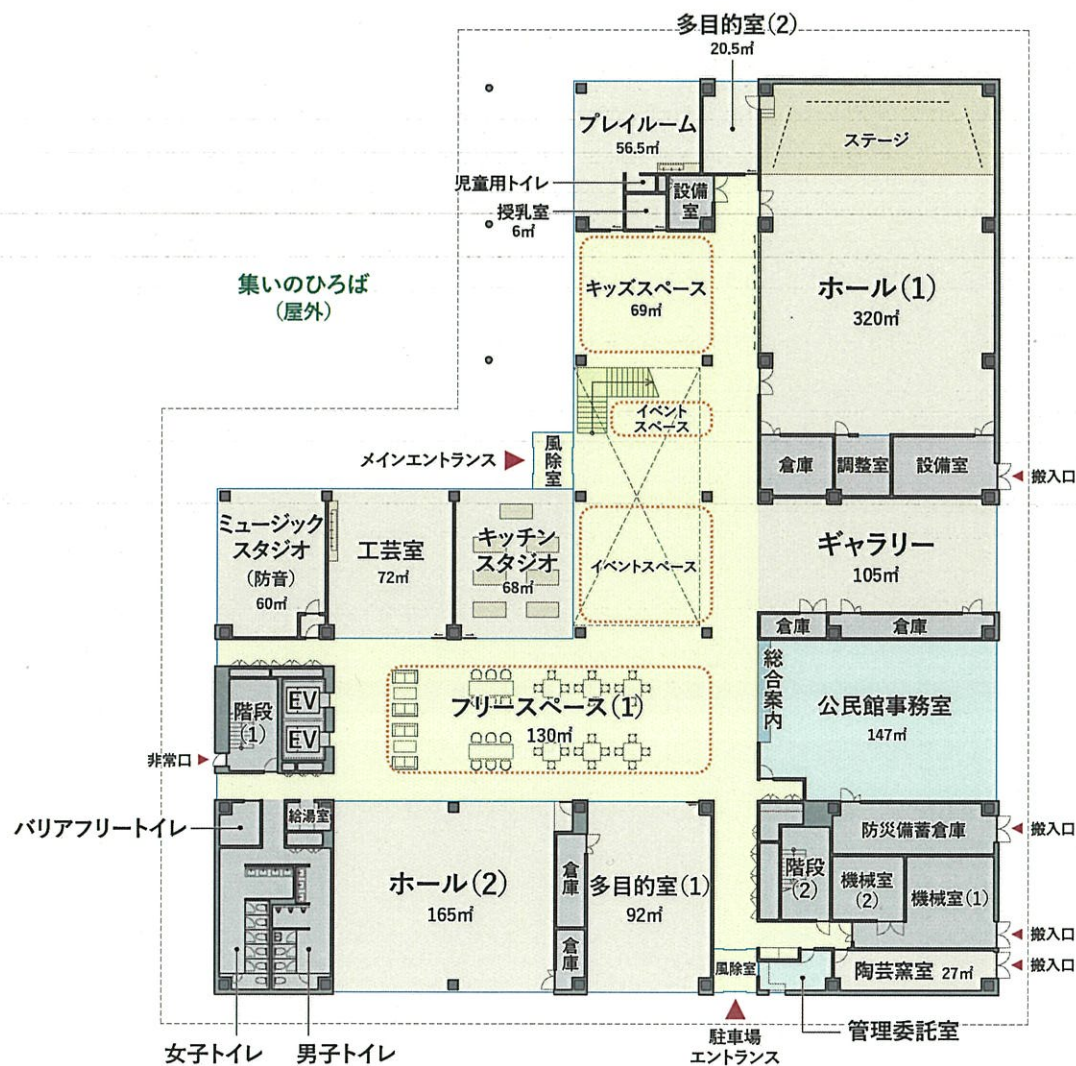 多目的室(2)
20.5㎡
プレイルーム
56.5㎡
ステージ
児童用トイレ
設備
室
授乳室
6㎡
集いのひろば
(屋外)
キッズスペース
69㎡
ホール(1)
320㎡
イベント
スペース
メインエントランス
風
除
室
倉庫
調整室
設備室
搬入口
ミュージック
スタジオ
(防音)
60㎡
工芸室
72㎡
キッチン
スタジオ
68㎡
イベントスペース
ギャラリー
105㎡
倉庫
倉庫
階段
(1)
EV
EV
非常口
フリースペース(1)
130㎡
総合案内
公民館事務室
147㎡
バリアフリートイレ
給湯室
ホール(2)
165㎡
倉庫
倉庫
多目的室(1)
92㎡
階段
(2)
防災備蓄倉庫
搬入口
機械室
(2)
機械室(1)
搬入口
風除室
陶芸窯室 27㎡
搬入口
女子トイレ
男子トイレ
駐車場
エントランス
管理委託室